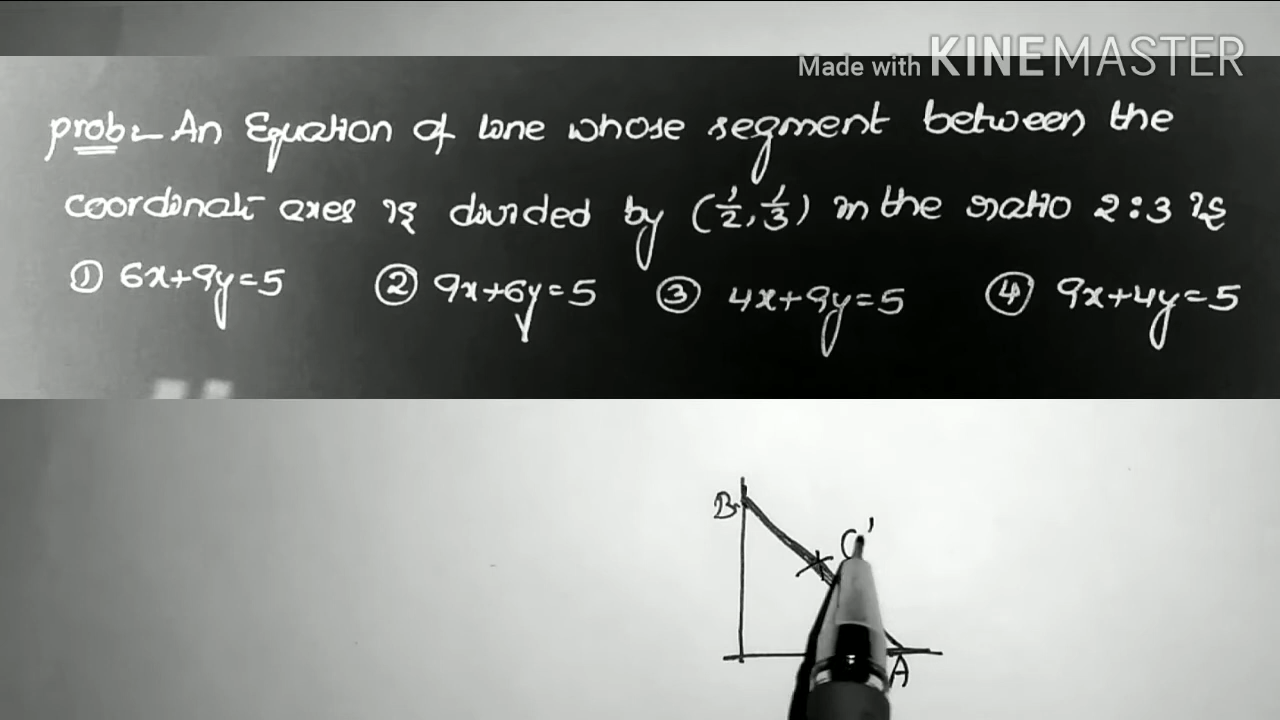 Made with KINEMASTER
prob:- An Equation of line whose segment between the
coordinate axes is divided by (1/2, 1/3) in the ratio 2:3 is
① 6x+9y=5 ② 9x+6y=5 ③ 4x+9y=5 ④ 9x+4y=5
B
A